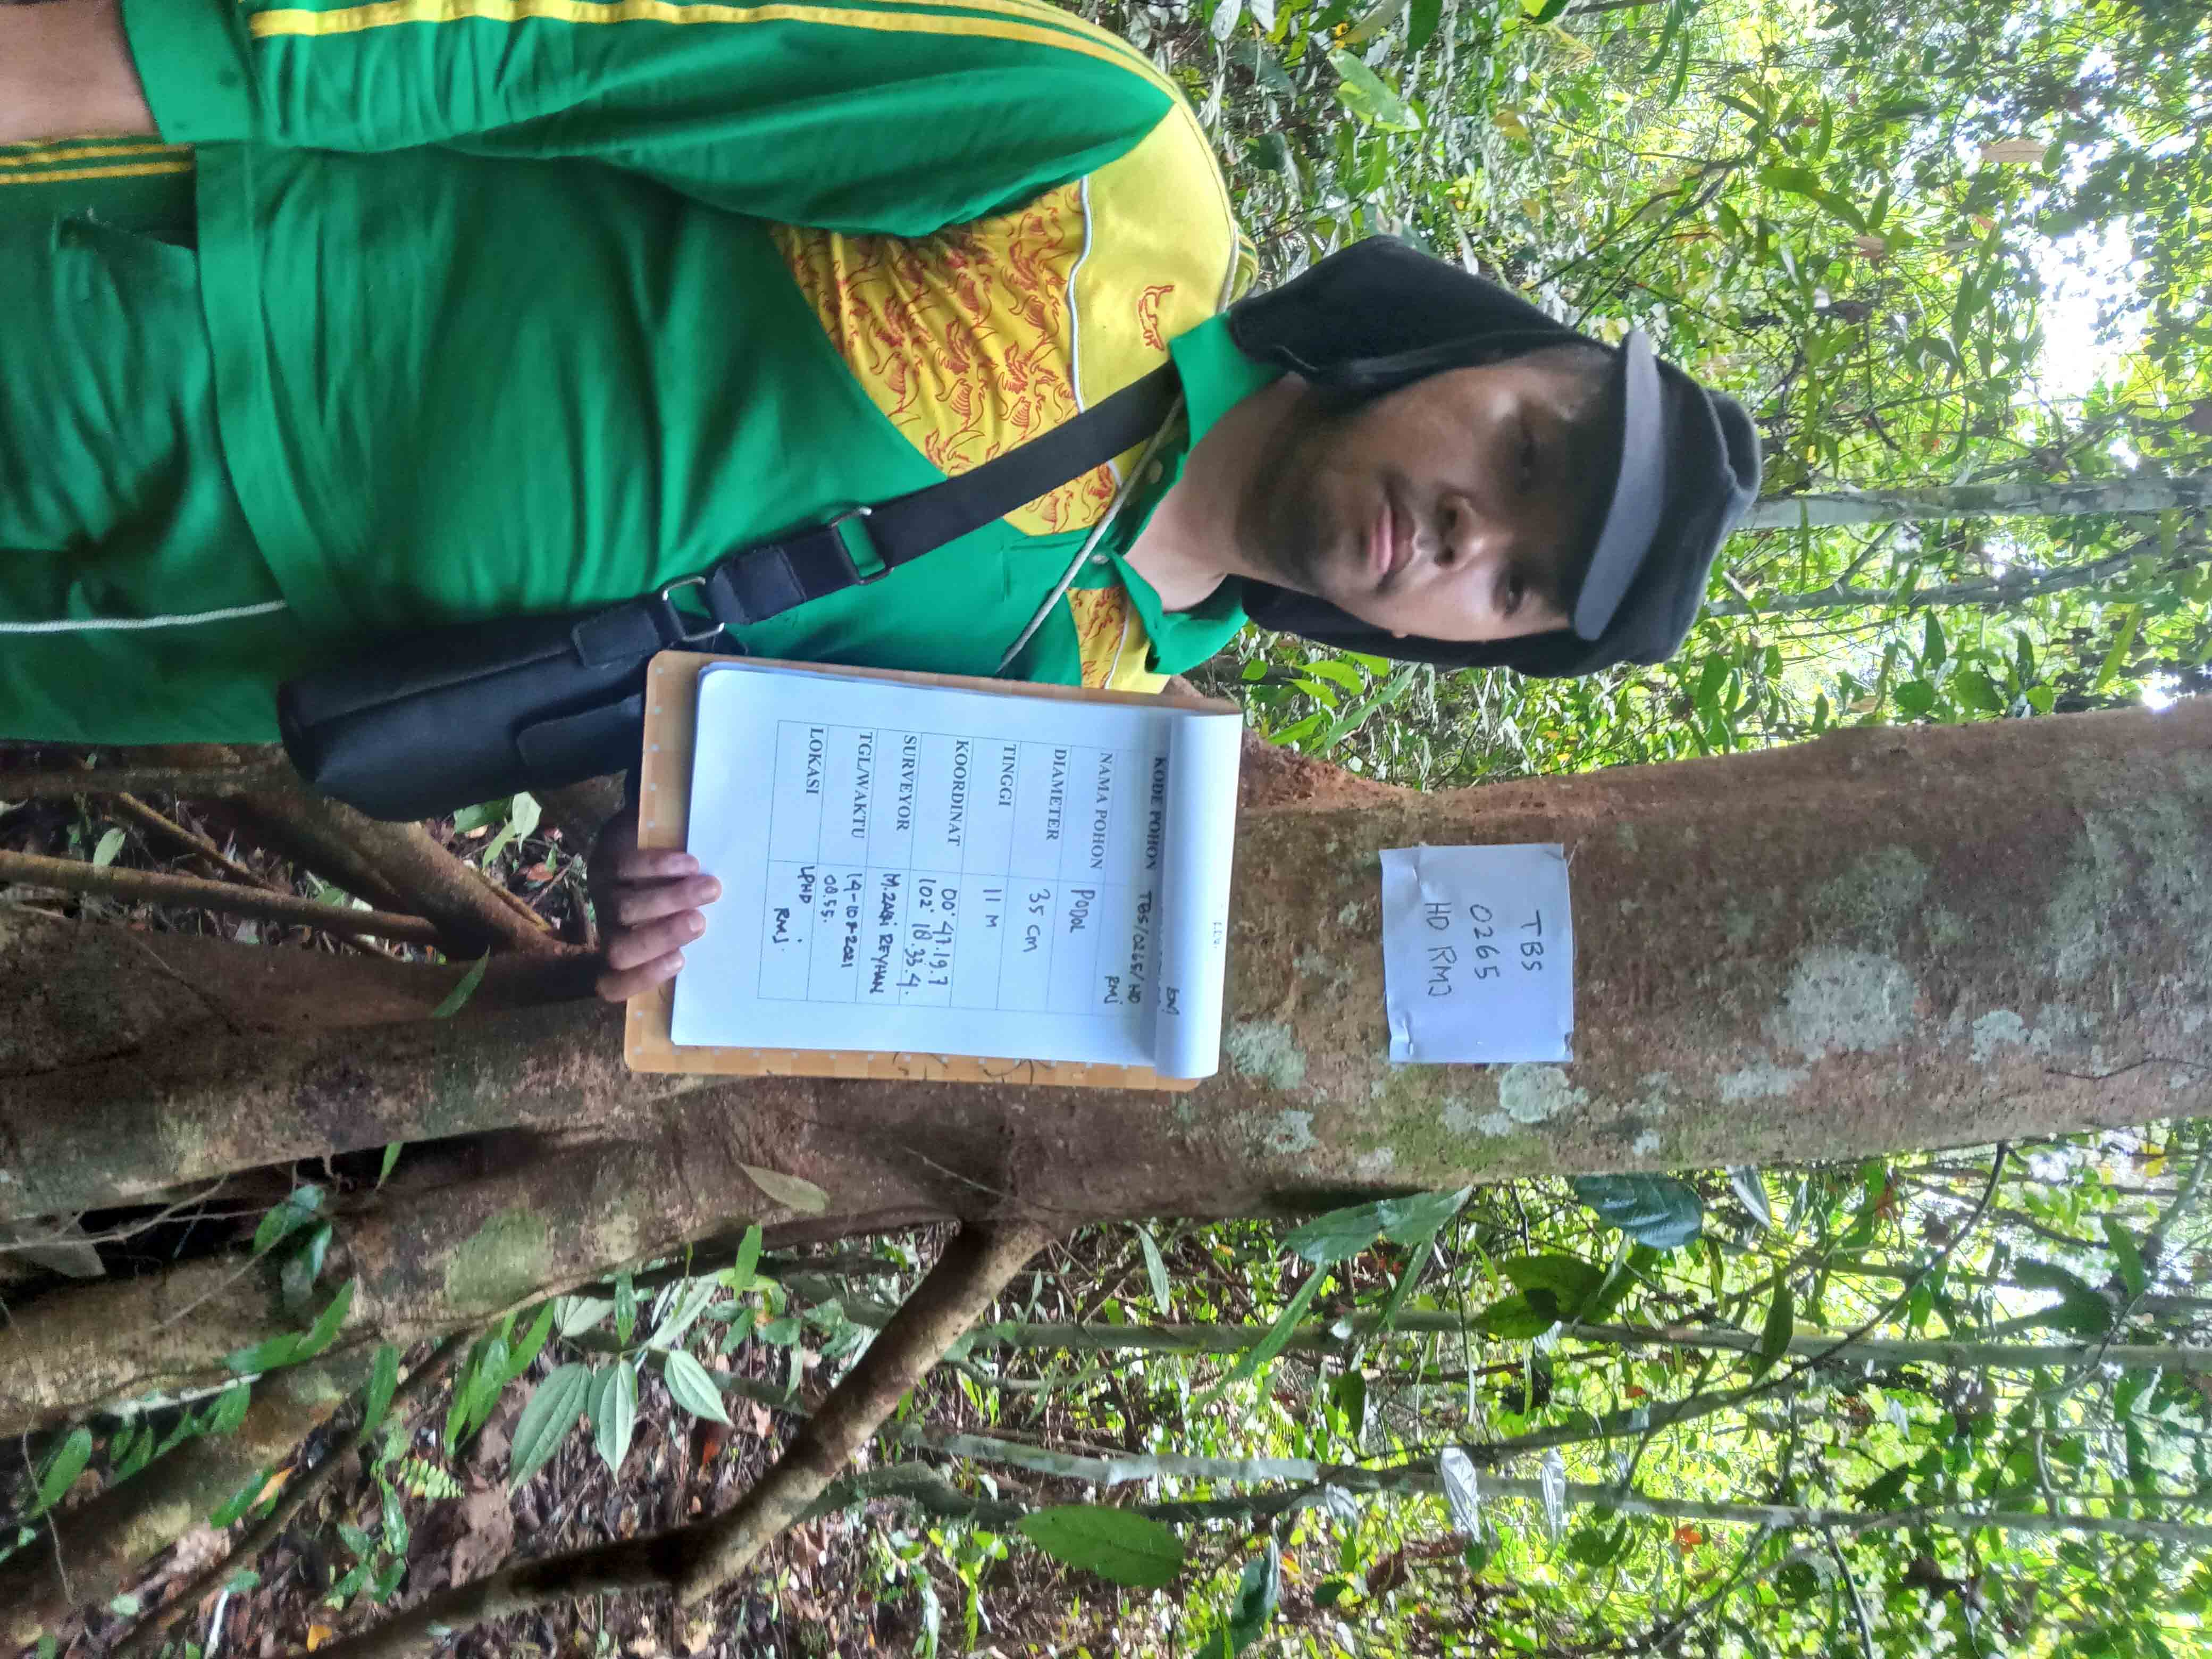 TBS
0265
HD RMJ
KODE POHON TBS/0265/HD
RMJ
NAMA POHON PODOL
DIAMETER 35 CM
TINGGI 11 M
KOORDINAT 00° 47.19.7
102° 18.33.4.
SURVEYOR M.ZAQI REYHAN
TGL/WAKTU 14-10-2021
08.55.
LOKASI LPHD
RMJ.